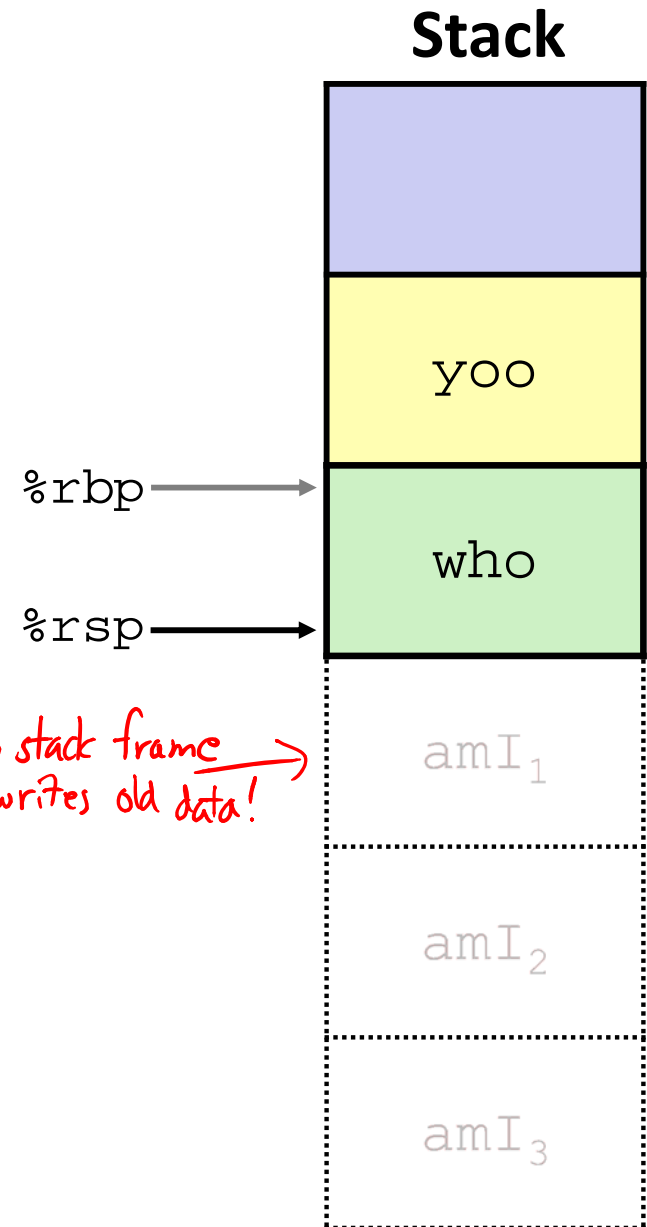 Stack
yoo
%rbp
who
%rsp
stack frame
writes old data!
amI₁
amI₂
amI₃